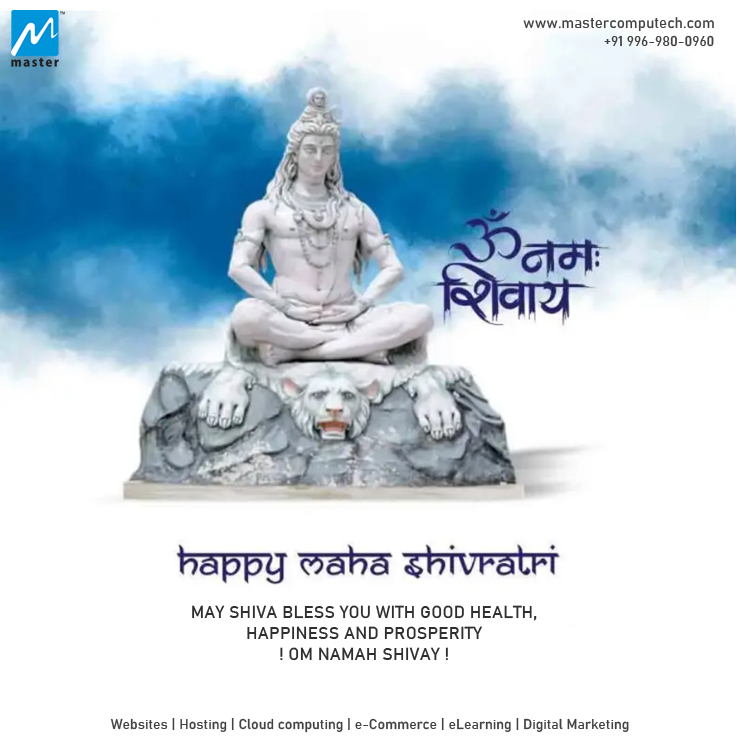 master
TM
www.mastercomputech.com
+91 996-980-0960
ॐ नमः
शिवाय
Happy Maha Shivratri
MAY SHIVA BLESS YOU WITH GOOD HEALTH,
HAPPINESS AND PROSPERITY
! OM NAMAH SHIVAY !
Websites | Hosting | Cloud computing | e-Commerce | eLearning | Digital Marketing